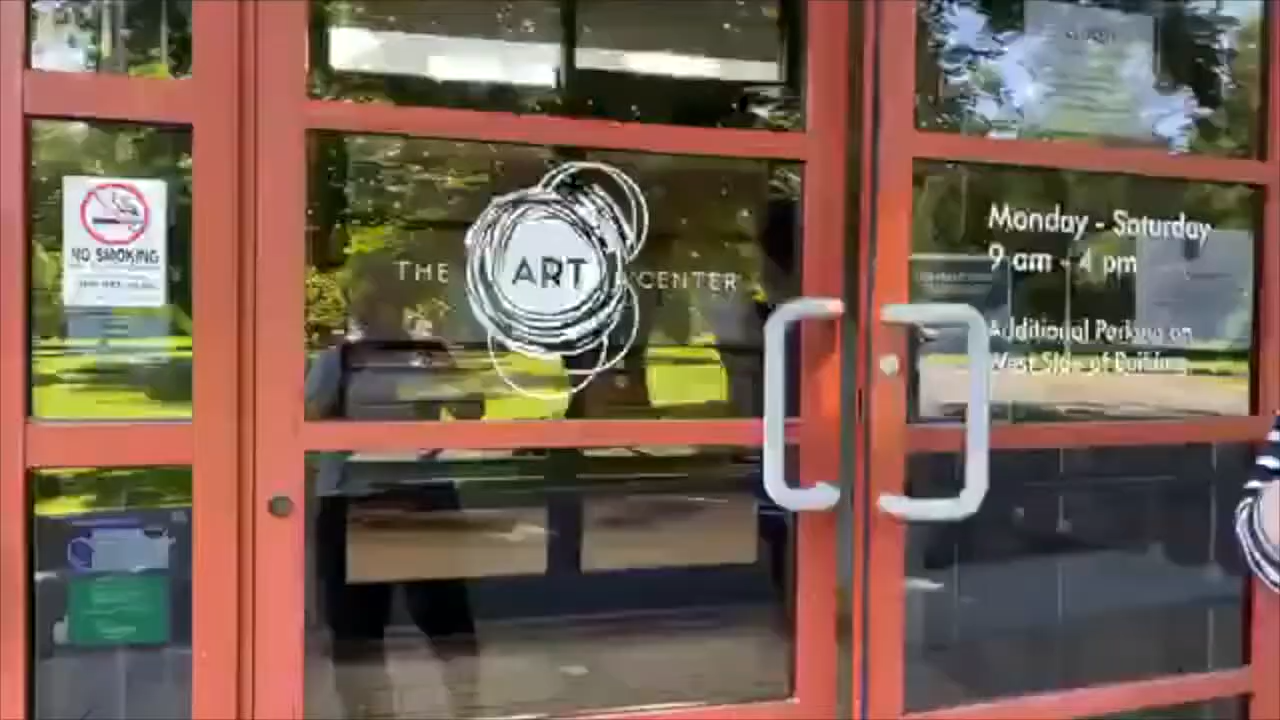 NO SMOKING
THE ART CENTER
Monday - Saturday
9 am - 4 pm
Additional Parking on
West Side of Building